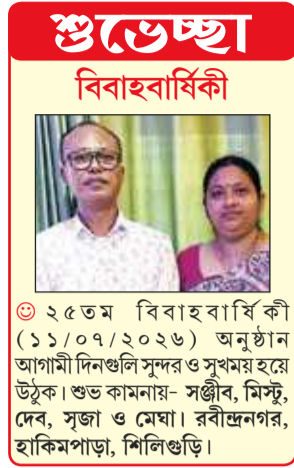 শুভেচ্ছা
বিবাহবার্ষিকী
২৫তম বিবাহবার্ষিকী
(১১/০৭/২০২৬) অনুষ্ঠান
আগামী দিনগুলি সুন্দর ও সুখময় হয়ে
উঠুক। শুভ কামনায়- সঞ্জীব, মিস্টু,
দেব, সৃজা ও মেঘা। রবীন্দ্রনগর,
হাকিমপাড়া, শিলিগুড়ি।